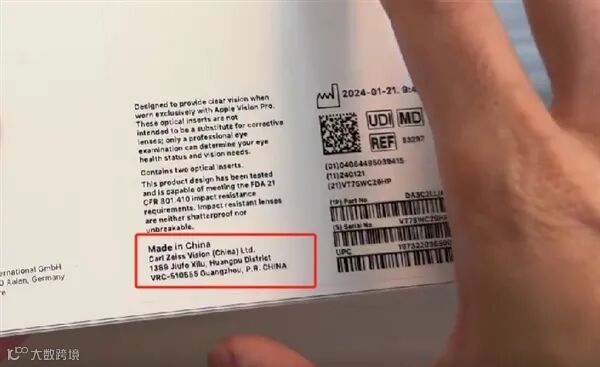 Designed to provide clear vision when
worn exclusively with Apple Vision Pro.
These optical inserts are not
intended to be a substitute for corrective
lenses; only a professional eye
examination can determine your eye
health status and vision needs.
Contains two optical inserts.
This product design has been tested
and is capable of meeting the FDA 21
CFR 801.410 impact resistance
requirements. Impact resistant lenses
are neither shatterproof nor
unbreakable.
Made in China
Carl Zeiss Vision (China) Ltd.
1389 Jiufo Xilu, Huangpu District
VRC-510555 Guangzhou, P.R. CHINA
ternational GmbH
Aalen, Germany
2024-01-21
UDI MD
REF 53297
(11)240121
(21)VT75WC29HP
(1P) Part No
(S) Serial No
UPC
大数跨境